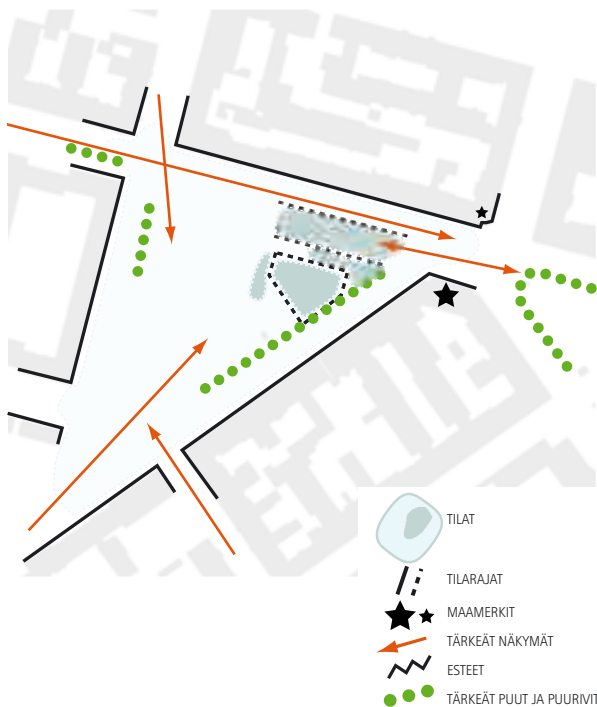 TILAT
TILARAJAT
MAAMERKIT
TÄRKEÄT NÄKYMÄT
ESTEET
TÄRKEÄT PUUT JA PUURIVIT